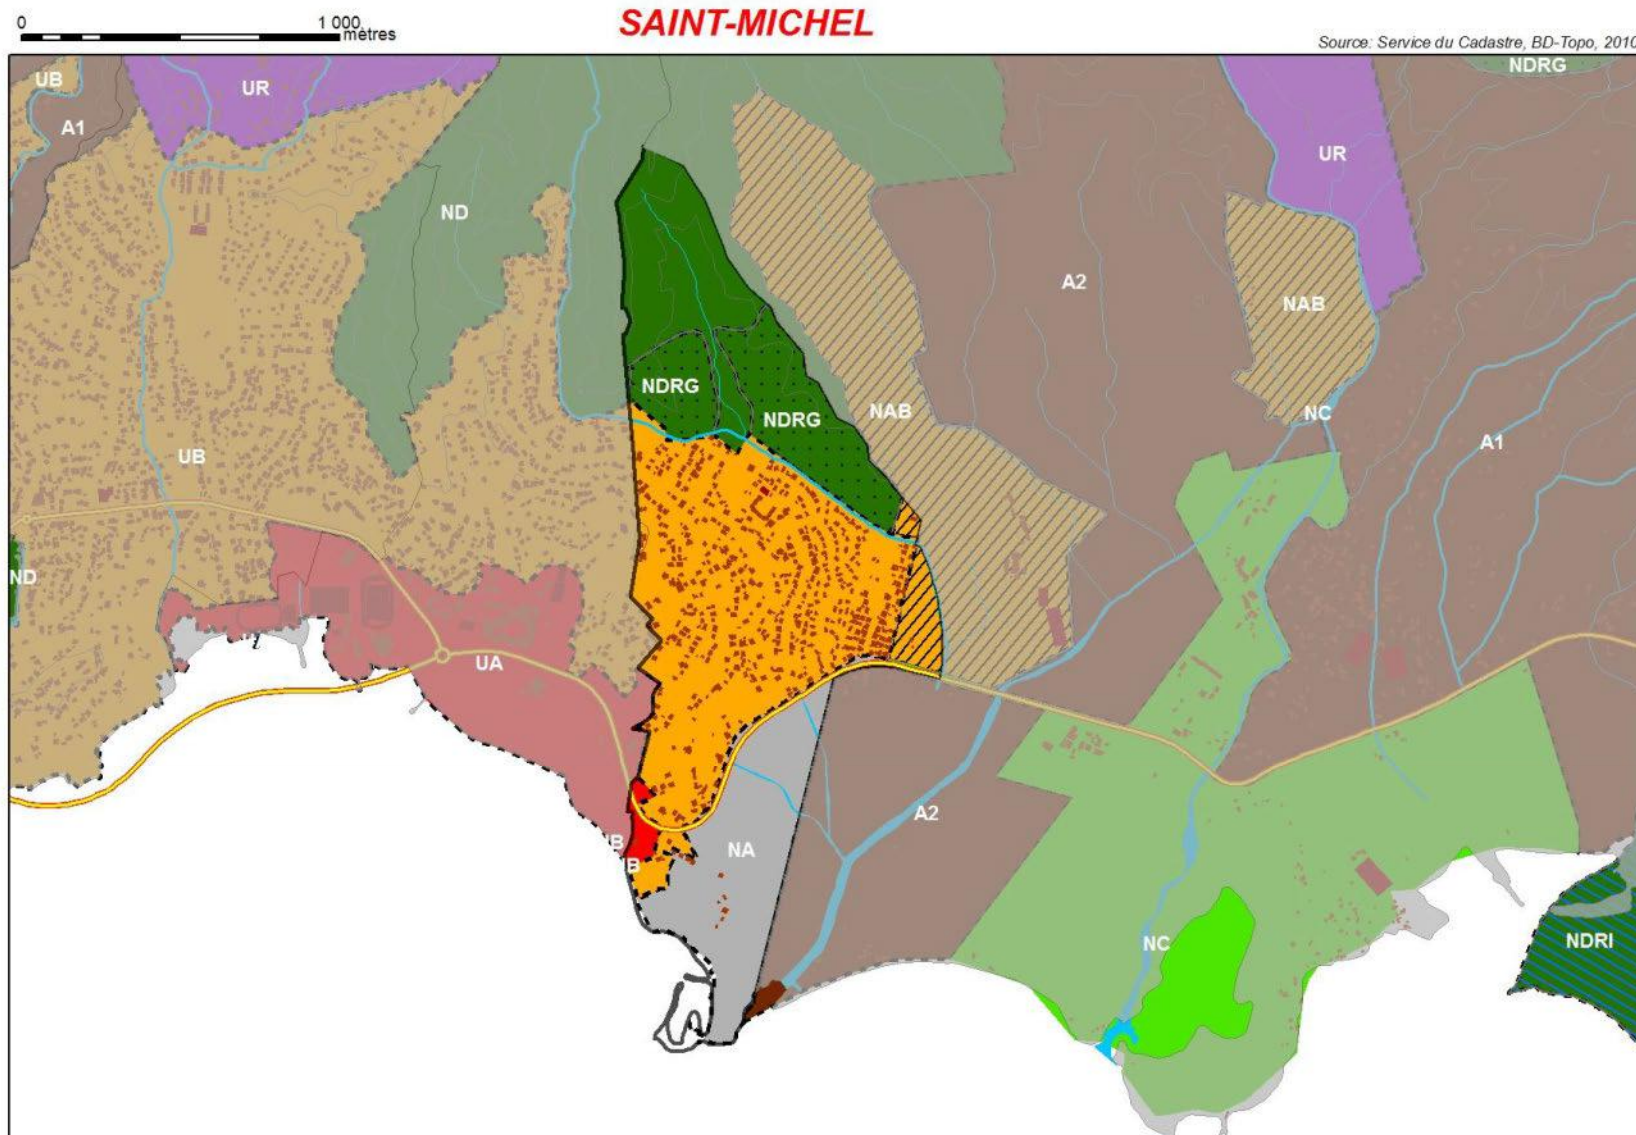 0 1 000
mètres
SAINT-MICHEL
Source: Service du Cadastre, BD-Topo, 2010
UB
UR
NDRG
A1
UR
ND
A2
NAB
NDRG
NAB
NDRG
NC
A1
UB
ND
UA
A2
NA
NC
NDRI